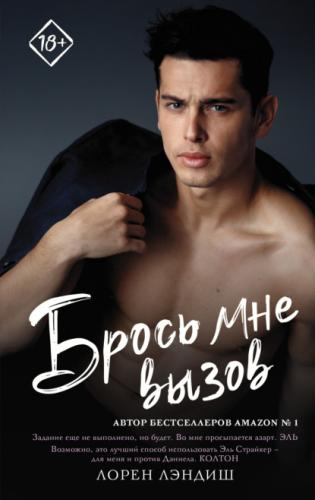 18+
Брось мне
вызов
АВТОР БЕСТСЕЛЛЕРОВ AMAZON № 1
Задание еще не выполнено, но будет. Во мне просыпается азарт. ЭЛЬ
Возможно, это лучший способ использовать Эль Страйкер –
для меня и против Дэниела. КОЛТОН
ЛОРЕН ЛЭНДИШ